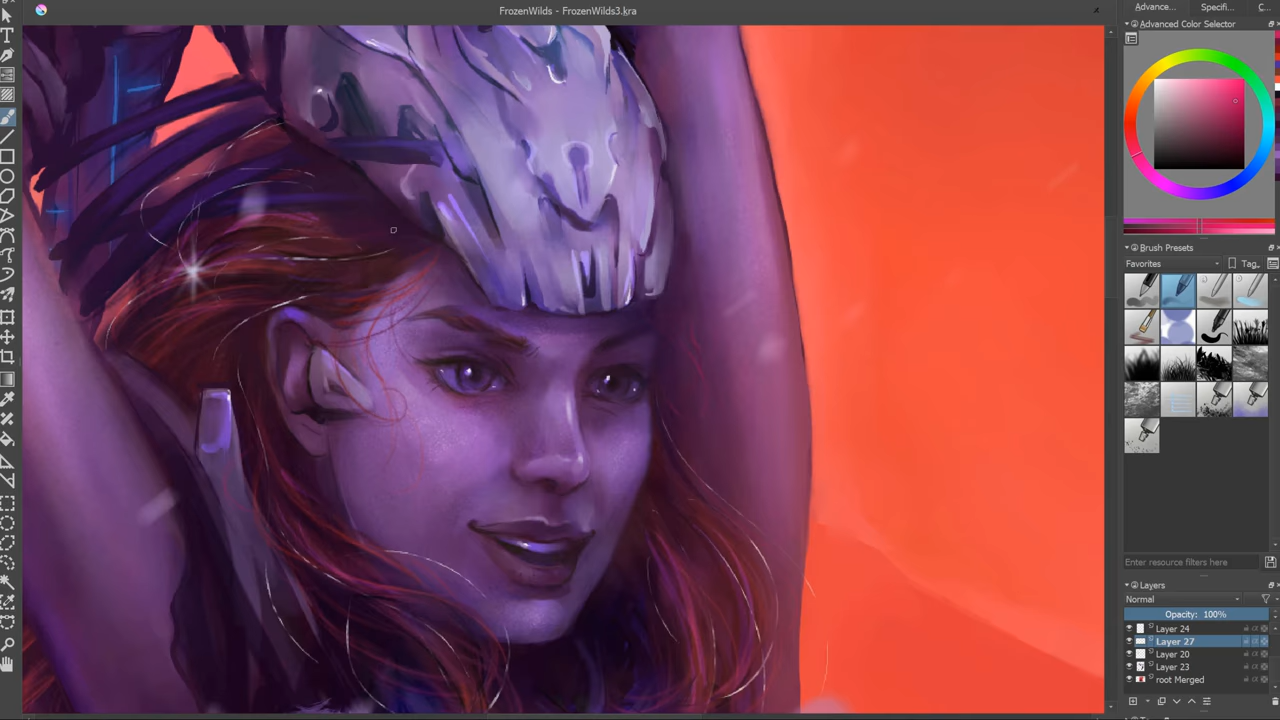 FrozenWilds - FrozenWilds3.kra
Advance...
Specifi...
C...
Advanced Color Selector
Brush Presets
Favorites
Tag
Enter resource filters here
Layers
Normal
Opacity: 100%
Layer 24
Layer 27
Layer 20
Layer 23
root Merged